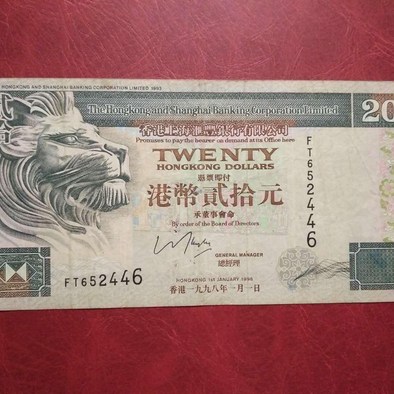 HONGKONG AND SHANGHAI BANKING CORPORATION LIMITED 1993
The Hongkong and Shanghai Banking Corporation Limited
20
香港上海滙豐銀行有限公司
Promises to pay the bearer on demand at its Office here
TWENTY
HONGKONG DOLLARS
憑票即付
港幣貳拾元
承董事會命
By order of the Board of Directors
GENERAL MANAGER
總經理
FT652446
FT652446
HONGKONG 1ST JANUARY 1998
香港一九九八年一月一日